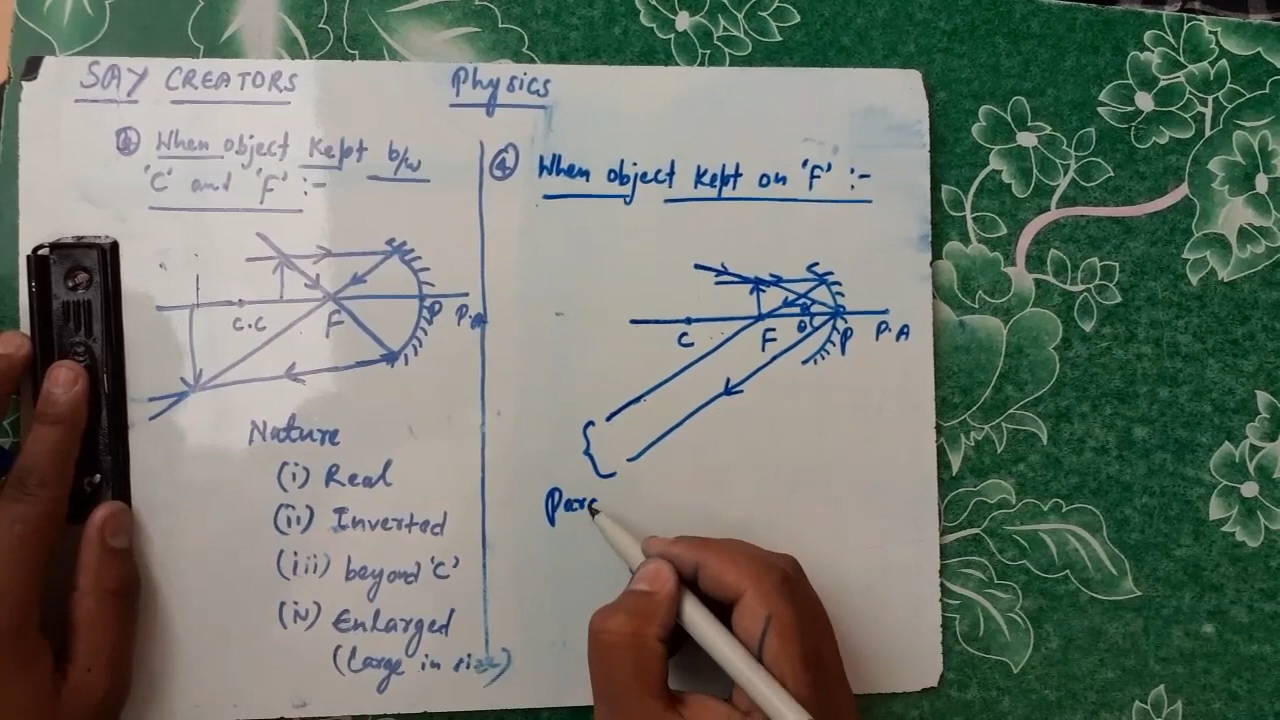 SAY CREATORS
Physics
③ When object Kept b/w
'C' and 'F' :-
C.C
F
P
P.A
Nature
(i) Real
(ii) Inverted
(iii) beyond 'C'
(iv) Enlarged
(Large in size)
④ When object Kept on 'F' :-
C
F
P
P.A
Para